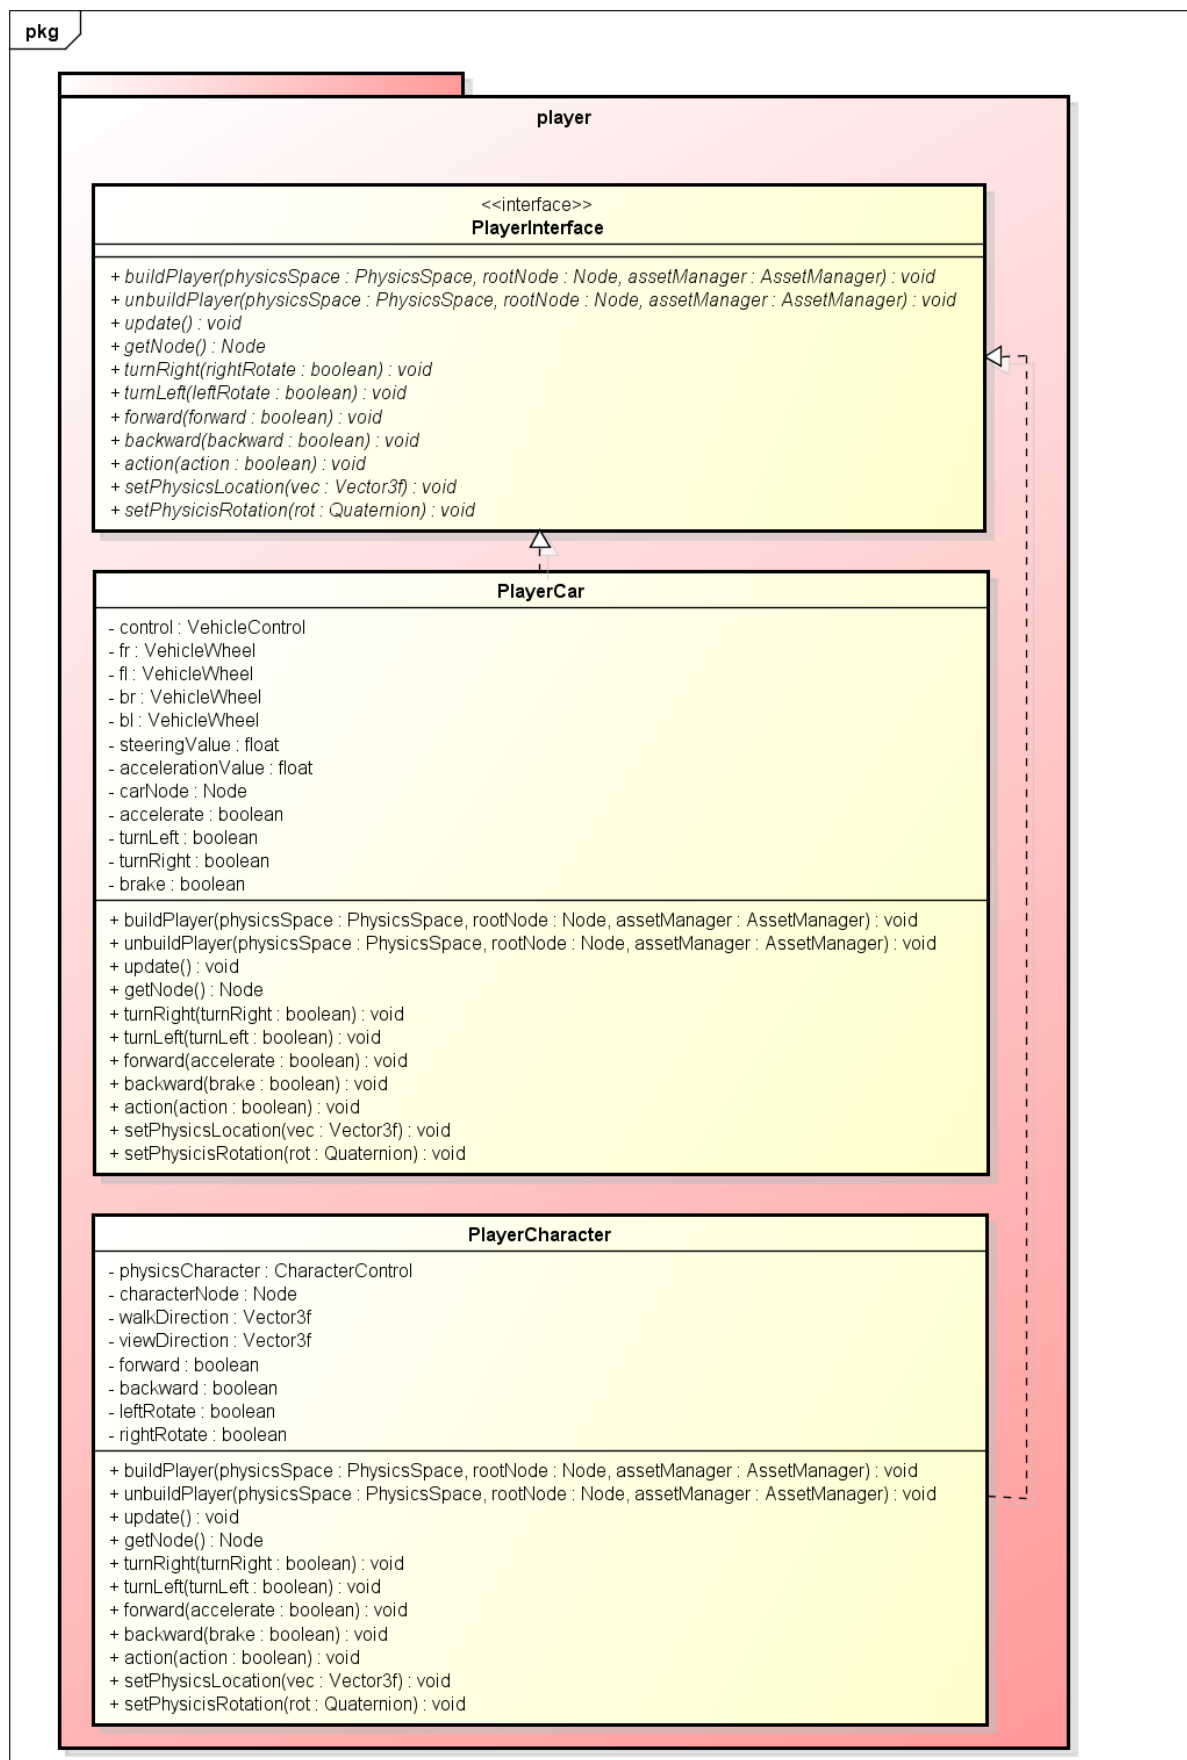 pkg
player
<<interface>>
PlayerInterface
+ buildPlayer(physicsSpace : PhysicsSpace, rootNode : Node, assetManager : AssetManager) : void
+ unbuildPlayer(physicsSpace : PhysicsSpace, rootNode : Node, assetManager : AssetManager) : void
+ update() : void
+ getNode() : Node
+ turnRight(rightRotate : boolean) : void
+ turnLeft(leftRotate : boolean) : void
+ forward(forward : boolean) : void
+ backward(backward : boolean) : void
+ action(action : boolean) : void
+ setPhysicsLocation(vec : Vector3f) : void
+ setPhysicisRotation(rot : Quaternion) : void
PlayerCar
- control : VehicleControl
- fr : VehicleWheel
- fl : VehicleWheel
- br : VehicleWheel
- bl : VehicleWheel
- steeringValue : float
- accelerationValue : float
- carNode : Node
- accelerate : boolean
- turnLeft : boolean
- turnRight : boolean
- brake : boolean
+ buildPlayer(physicsSpace : PhysicsSpace, rootNode : Node, assetManager : AssetManager) : void
+ unbuildPlayer(physicsSpace : PhysicsSpace, rootNode : Node, assetManager : AssetManager) : void
+ update() : void
+ getNode() : Node
+ turnRight(turnRight : boolean) : void
+ turnLeft(turnLeft : boolean) : void
+ forward(accelerate : boolean) : void
+ backward(brake : boolean) : void
+ action(action : boolean) : void
+ setPhysicsLocation(vec : Vector3f) : void
+ setPhysicisRotation(rot : Quaternion) : void
PlayerCharacter
- physicsCharacter : CharacterControl
- characterNode : Node
- walkDirection : Vector3f
- viewDirection : Vector3f
- forward : boolean
- backward : boolean
- leftRotate : boolean
- rightRotate : boolean
+ buildPlayer(physicsSpace : PhysicsSpace, rootNode : Node, assetManager : AssetManager) : void
+ unbuildPlayer(physicsSpace : PhysicsSpace, rootNode : Node, assetManager : AssetManager) : void
+ update() : void
+ getNode() : Node
+ turnRight(turnRight : boolean) : void
+ turnLeft(turnLeft : boolean) : void
+ forward(accelerate : boolean) : void
+ backward(brake : boolean) : void
+ action(action : boolean) : void
+ setPhysicsLocation(vec : Vector3f) : void
+ setPhysicisRotation(rot : Quaternion) : void